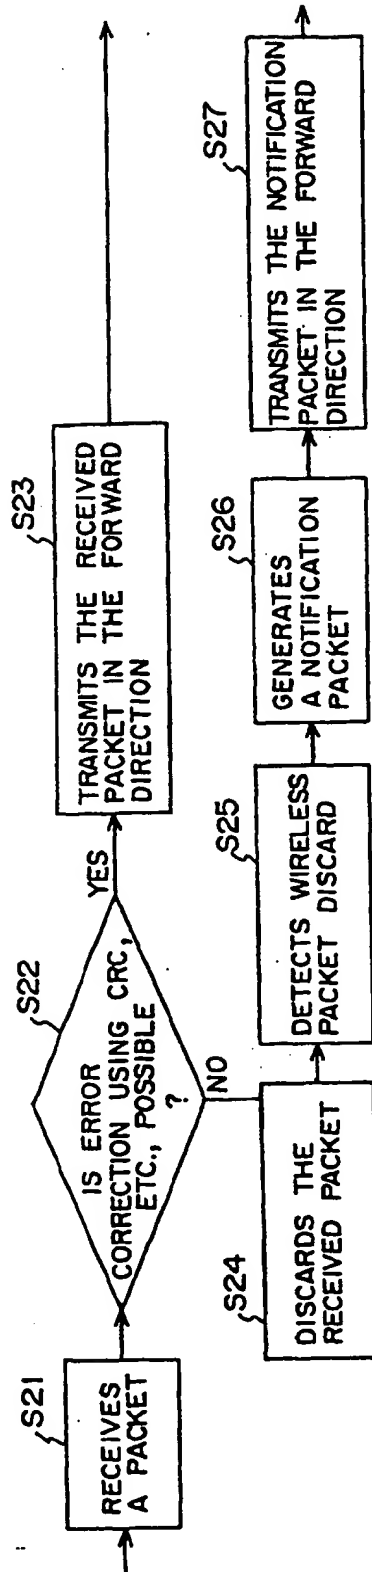 S21
RECEIVES
A PACKET
S22
IS ERROR
CORRECTION USING CRC,
ETC., POSSIBLE
?
YES
NO
S23
TRANSMITS THE RECEIVED
PACKET IN THE FORWARD
DIRECTION
S24
DISCARDS THE
RECEIVED PACKET
S25
DETECTS WIRELESS
PACKET DISCARD
S26
GENERATES
A NOTIFICATION
PACKET
S27
TRANSMITS THE NOTIFICATION
PACKET IN THE FORWARD
DIRECTION